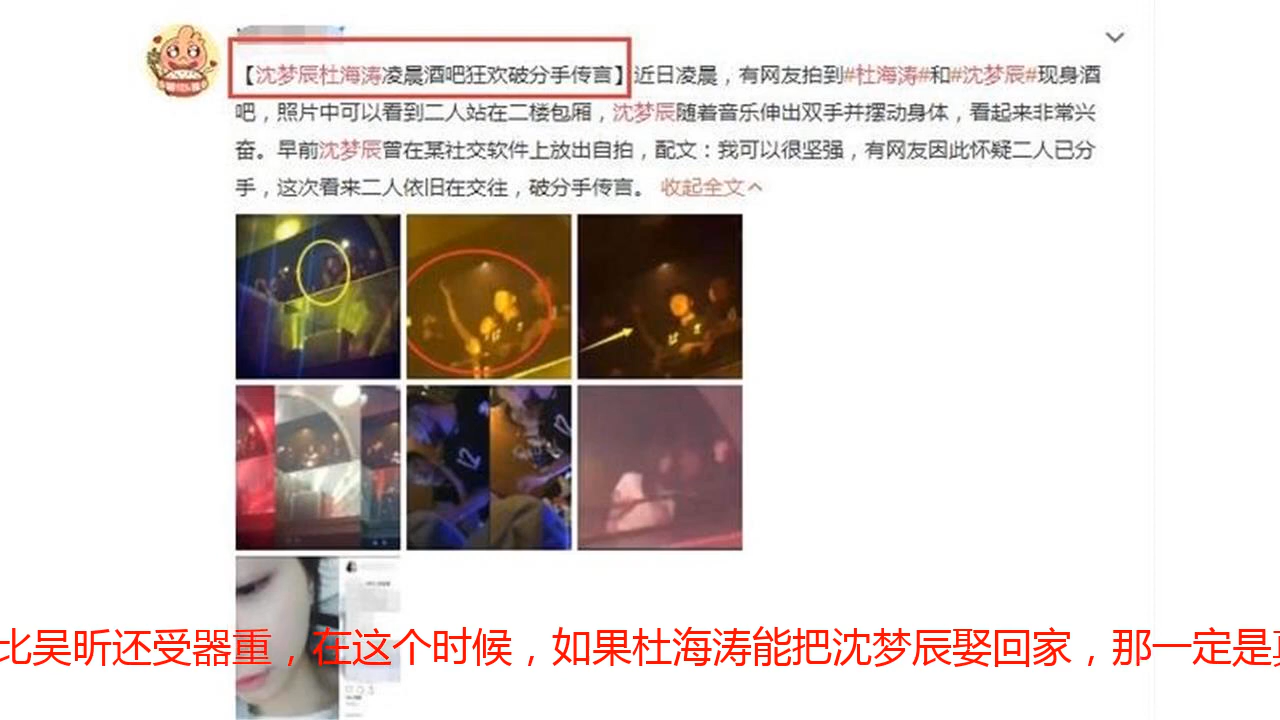 【沈梦辰杜海涛凌晨酒吧狂欢破分手传言】近日凌晨，有网友拍到#杜海涛#和#沈梦辰#现身酒
吧，照片中可以看到二人站在二楼包厢，沈梦辰随着音乐伸出双手并摆动身体，看起来非常兴
奋。早前沈梦辰曾在某社交软件上放出自拍，配文：我可以很坚强，有网友因此怀疑二人已分
手，这次看来二人依旧在交往，破分手传言。 收起全文
12
比吴昕还受器重，在这个时候，如果杜海涛能把沈梦辰娶回家，那一定是真